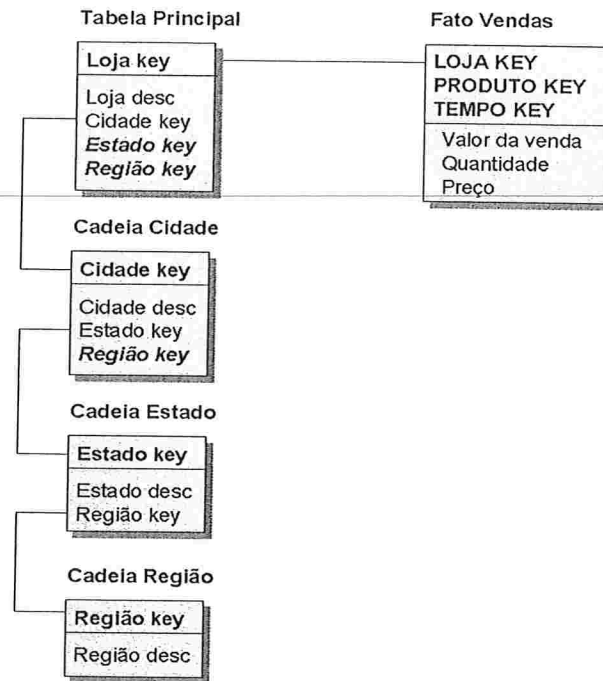 Tabela Principal
Loja key
Loja desc
Cidade key
Estado key
Região key
Fato Vendas
LOJA KEY
PRODUTO KEY
TEMPO KEY
Valor da venda
Quantidade
Preço
Cadeia Cidade
Cidade key
Cidade desc
Estado key
Região key
Cadeia Estado
Estado key
Estado desc
Região key
Cadeia Região
Região key
Região desc